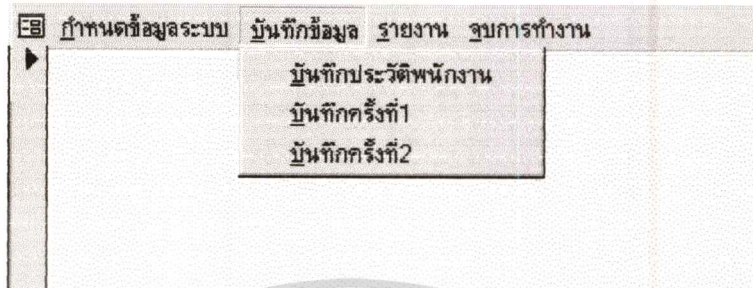 กำหนดข้อมูลระบบ บันทึกข้อมูล รายงาน จบการทำงาน
บันทึกประวัติพนักงาน
บันทึกครั้งที่1
บันทึกครั้งที่2